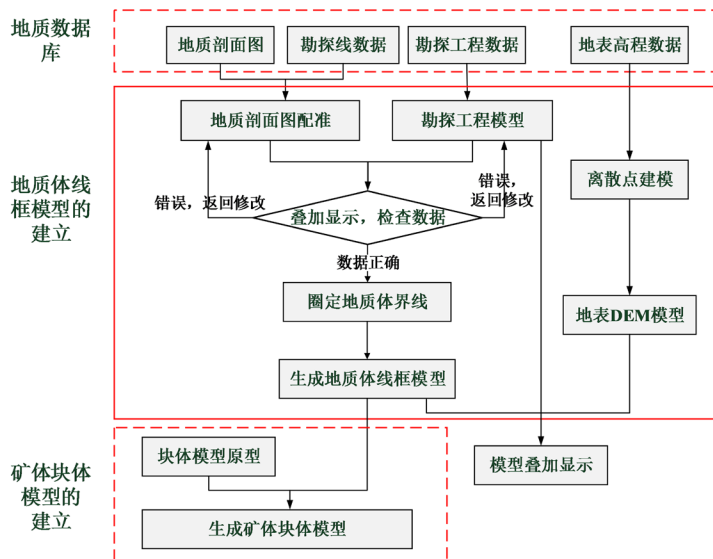 地质数据
库
地质剖面图
勘探线数据
勘探工程数据
地表高程数据
地质体线
框模型的
建立
地质剖面图配准
勘探工程模型
离散点建模
错误，返回修改
错误，
返回修改
叠加显示，检查数据
数据正确
圈定地质体界线
地表DEM模型
生成地质体线框模型
矿体块体
模型的
建立
块体模型原型
模型叠加显示
生成矿体块体模型